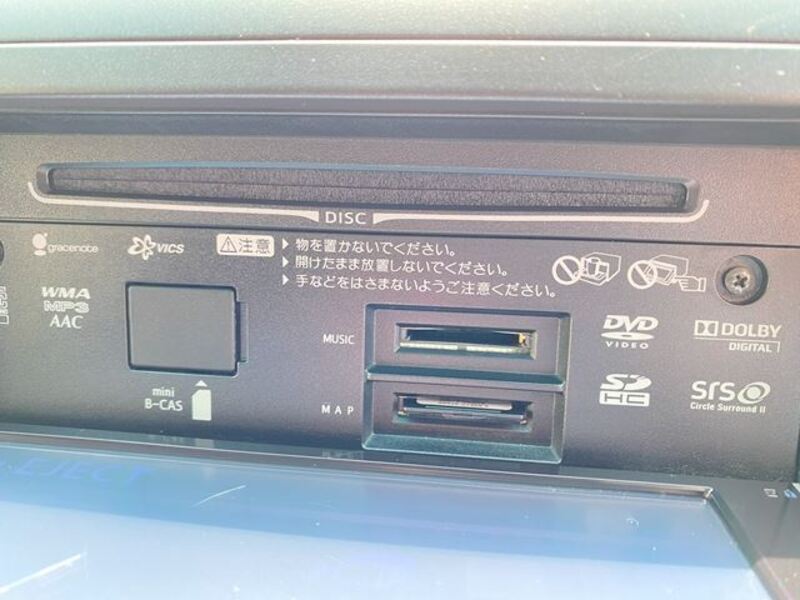 DISC
gracenote
VICS
注意
物を置かないでください。
開けたまま放置しないでください。
手などをはさまないようご注意ください。
WMA
MP3
AAC
mini
B-CAS
MUSIC
MAP
DVD
VIDEO
DOLBY
DIGITAL
SD
HC
SRS
Circle Surround II
EJECT